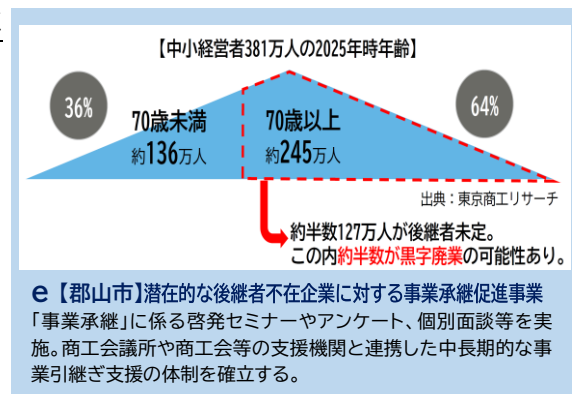 【中小経営者381万人の2025年時年齢】
36%
64%
70歳未満
約136万人
70歳以上
約245万人
出典：東京商工リサーチ
約半数127万人が後継者未定。
この内約半数が黒字廃業の可能性あり。
e 【郡山市】潜在的な後継者不在企業に対する事業承継促進事業
「事業承継」に係る啓発セミナーやアンケート、個別面談等を実
施。商工会議所や商工会等の支援機関と連携した中長期的な事
業引継ぎ支援の体制を確立する。